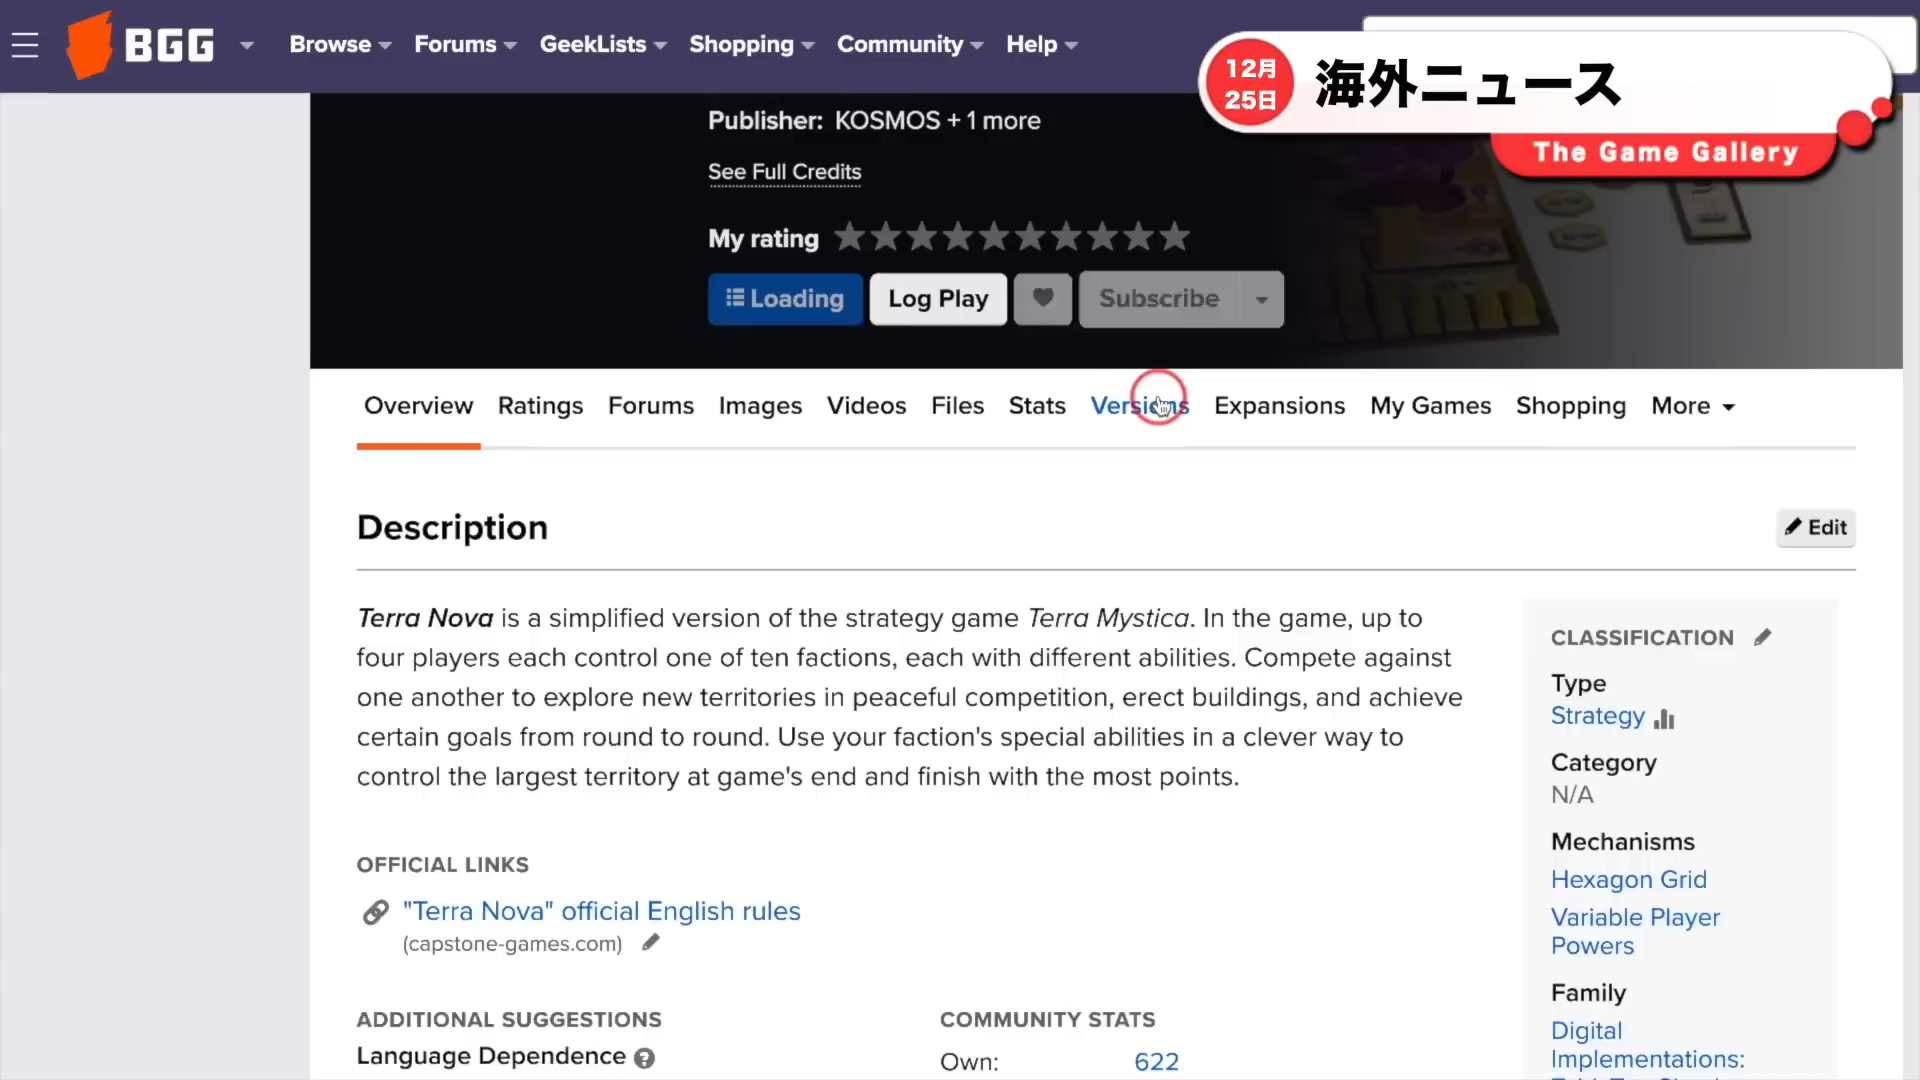 BGG
Browse
Forums
GeekLists
Shopping
Community
Help
12月
25日
海外ニュース
The Game Gallery
Publisher: KOSMOS + 1 more
See Full Credits
My rating
Loading
Log Play
Subscribe
Overview
Ratings
Forums
Images
Videos
Files
Stats
Versions
Expansions
My Games
Shopping
More
Description
Edit
Terra Nova is a simplified version of the strategy game Terra Mystica. In the game, up to
four players each control one of ten factions, each with different abilities. Compete against
one another to explore new territories in peaceful competition, erect buildings, and achieve
certain goals from round to round. Use your faction's special abilities in a clever way to
control the largest territory at game's end and finish with the most points.
CLASSIFICATION
Type
Strategy
Category
N/A
Mechanisms
Hexagon Grid
Variable Player
Powers
Family
Digital
Implementations:
OFFICIAL LINKS
"Terra Nova" official English rules
(capstone-games.com)
ADDITIONAL SUGGESTIONS
Language Dependence
COMMUNITY STATS
Own: 622